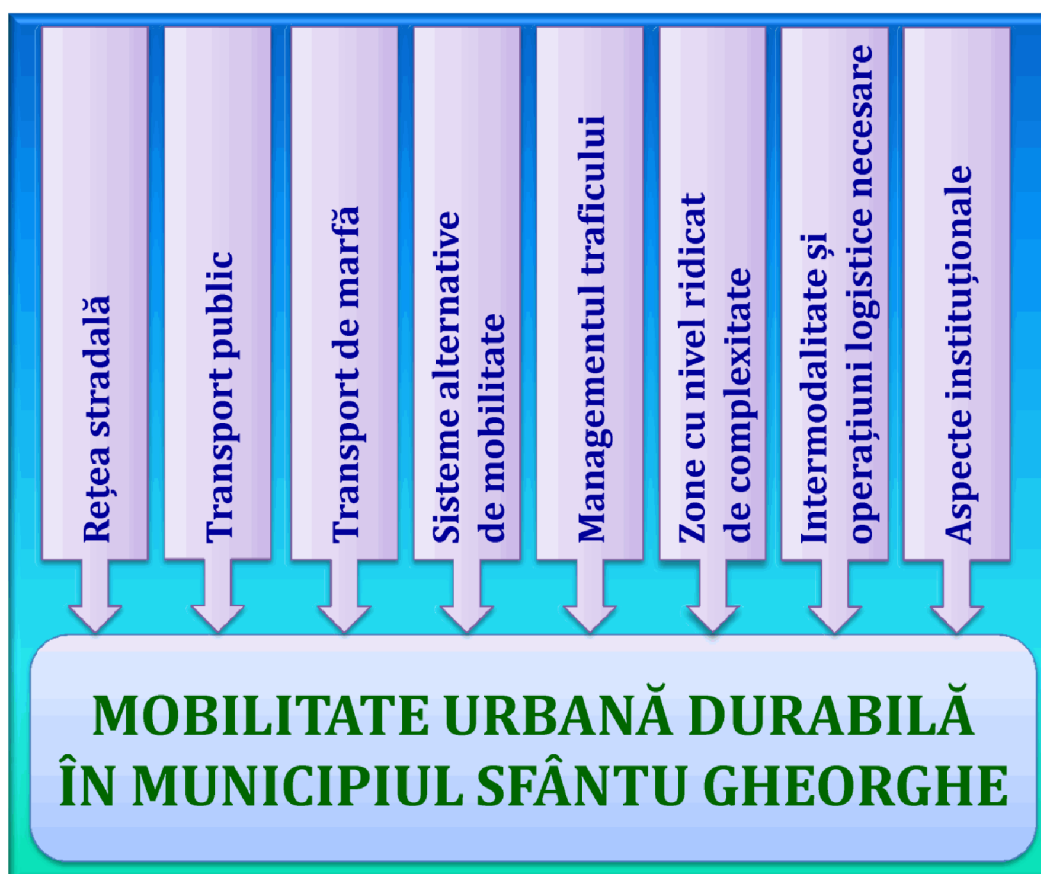 Rețea stradală
Transport public
Transport de marfă
Sisteme alternative
de mobilitate
Managementul traficului
Zone cu nivel ridicat
de complexitate
Intermodalitate și
operațiuni logistice necesare
Aspecte instituționale
MOBILITATE URBANĂ DURABILĂ
ÎN MUNICIPIUL SFÂNTU GHEORGHE